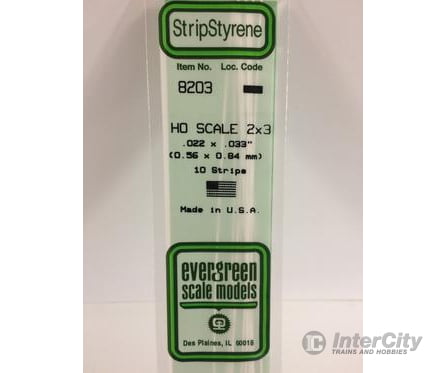 StripStyrene
Item No. Loc. Code
8203
HO SCALE 2x3
.022 x .033"
(0.56 x 0.84 mm)
10 Strips
Made in U.S.A.
evergreen
scale models
Des Plaines, IL 60018
InterCity
TRAINS AND HOBBIES